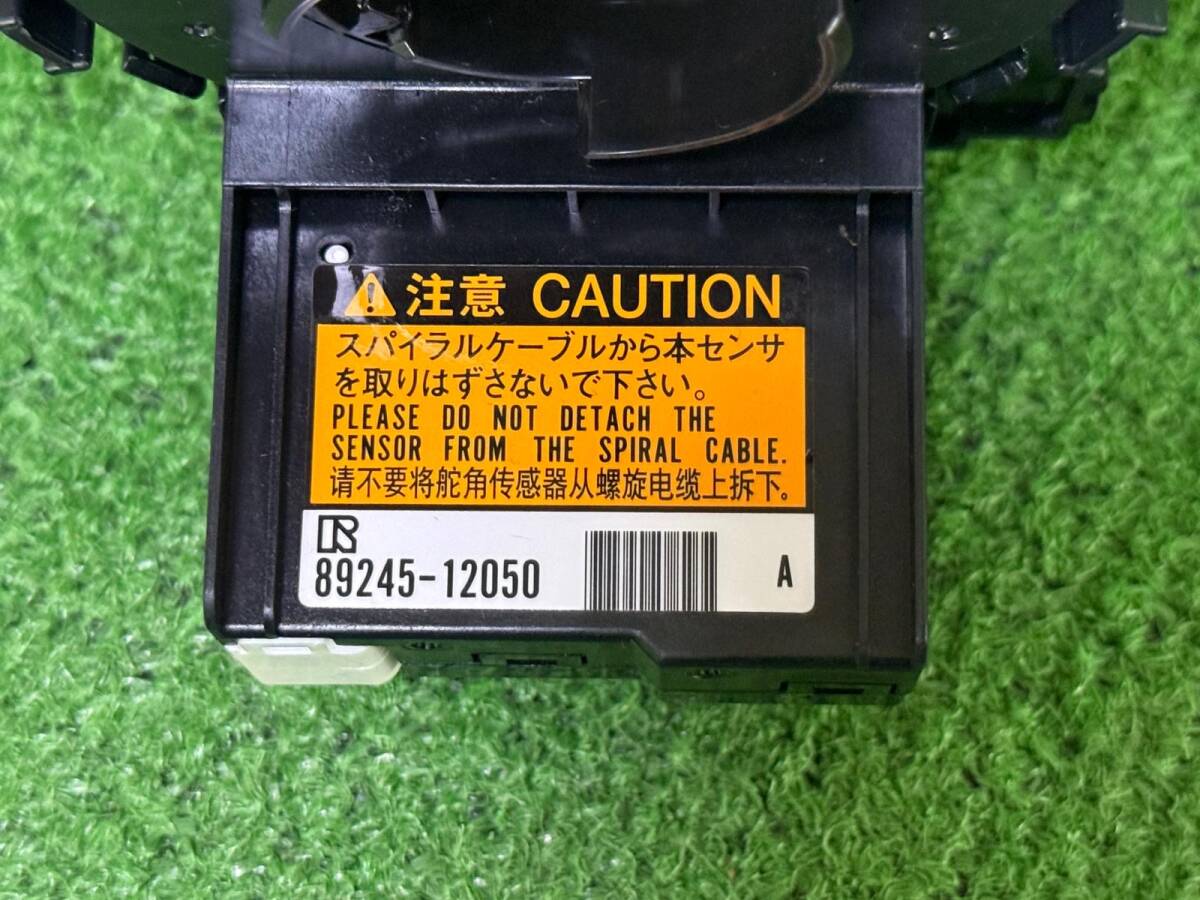 注意 CAUTION
スパイラルケーブルから本センサ
を取りはずさないで下さい。
PLEASE DO NOT DETACH THE
SENSOR FROM THE SPIRAL CABLE.
请不要将舵角传感器从螺旋电缆上拆下。
R
89245-12050 A